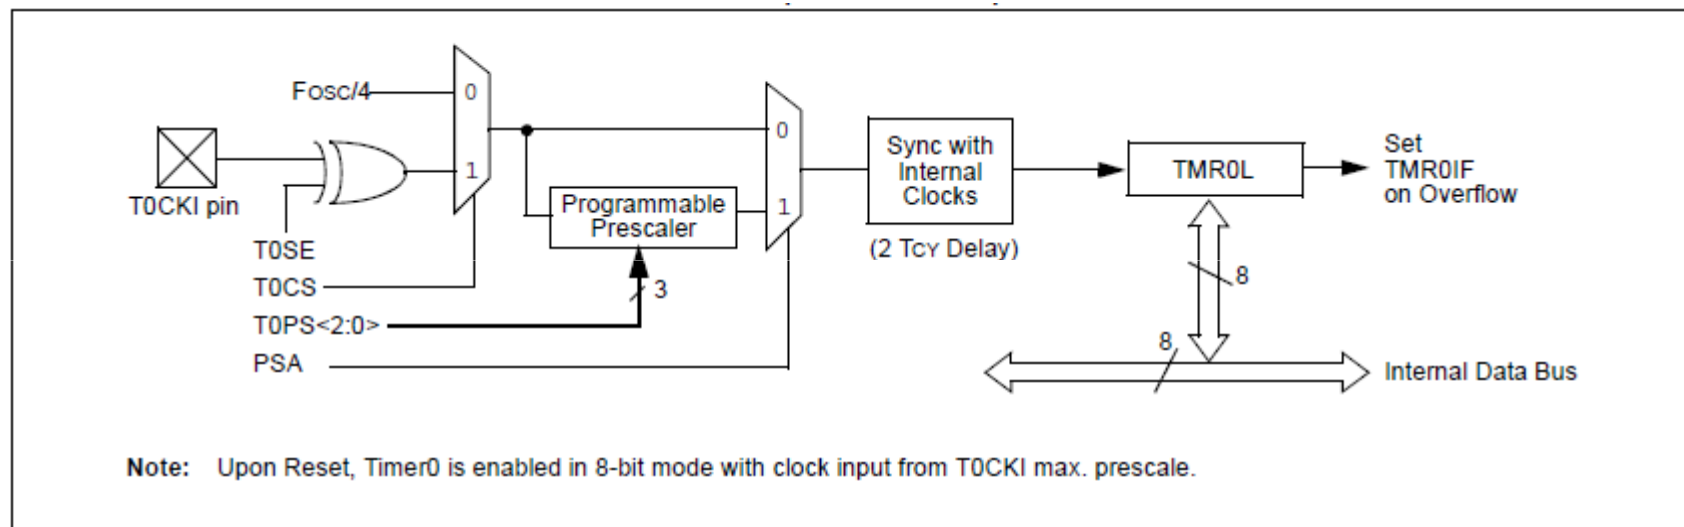 Fosc/4
0
1
T0CKI pin
T0SE
T0CS
T0PS<2:0>
PSA
Programmable
Prescaler
3
0
1
Sync with
Internal
Clocks
(2 TCY Delay)
TMR0L
Set
TMR0IF
on Overflow
8
8
Internal Data Bus
Note: Upon Reset, Timer0 is enabled in 8-bit mode with clock input from T0CKI max. prescale.